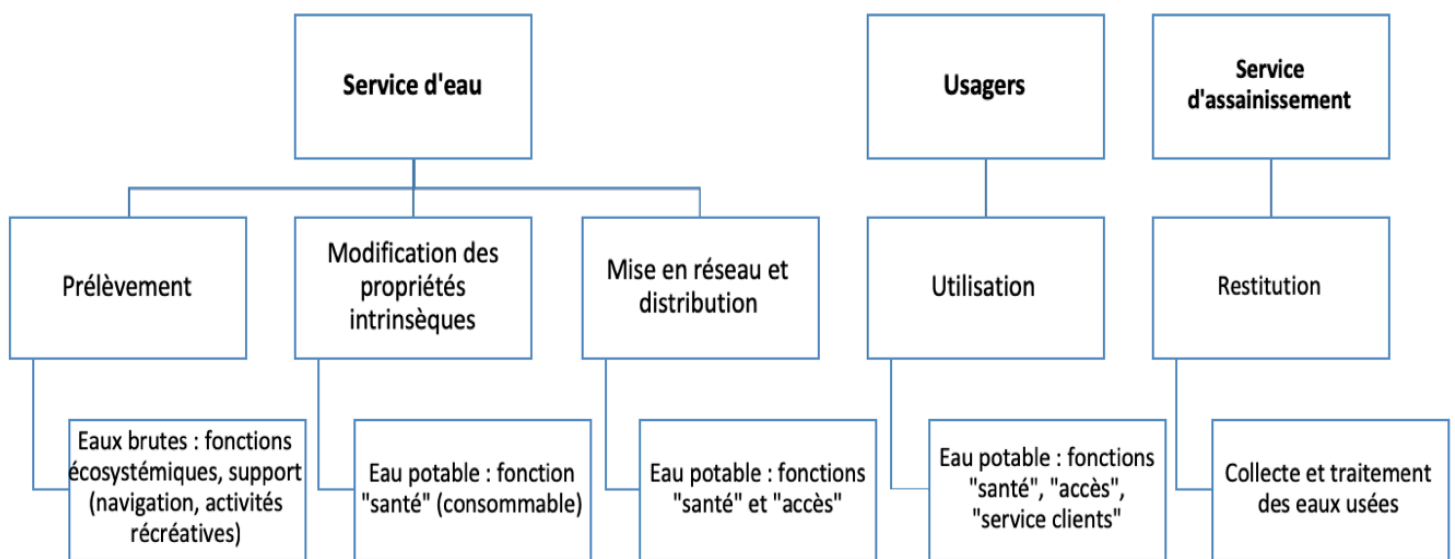 Service d'eau
Usagers
Service
d'assainissement
Prélèvement
Modification des
propriétés
intrinsèques
Mise en réseau et
distribution
Utilisation
Restitution
Eaux brutes : fonctions
écosystémiques, support
(navigation, activités
récréatives)
Eau potable : fonction
"santé" (consommable)
Eau potable : fonctions
"santé" et "accès"
Eau potable : fonctions
"santé", "accès",
"service clients"
Collecte et traitement
des eaux usées